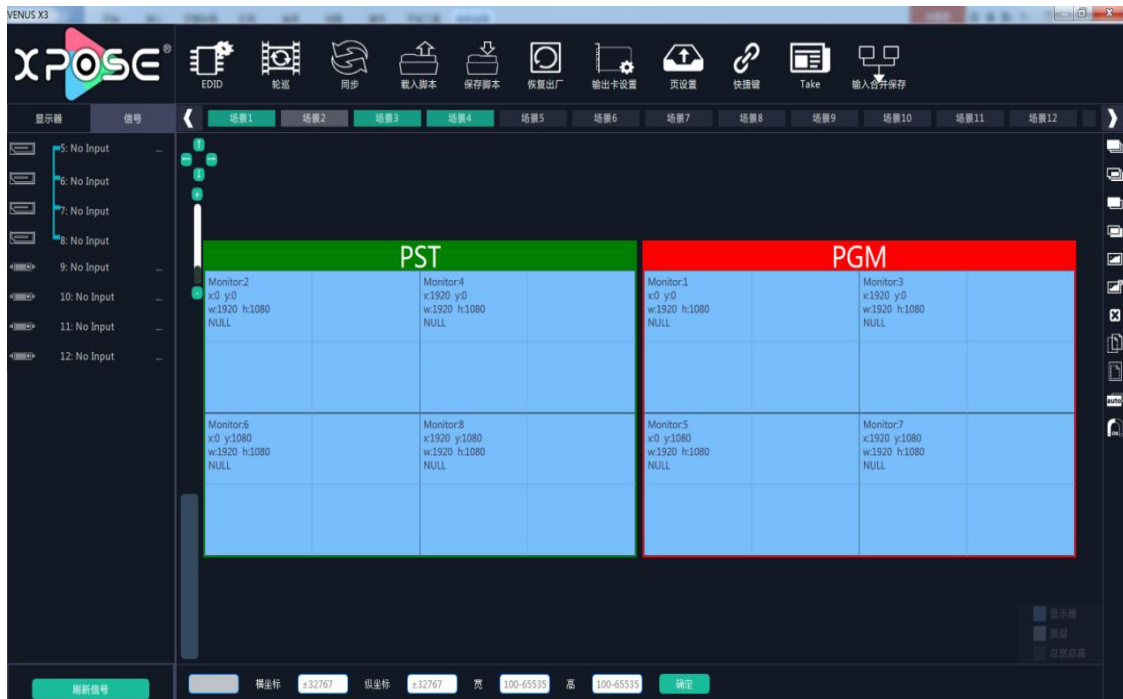 VENUS X3
XPOSE®
EDID
轮巡
同步
载入脚本
保存脚本
恢复出厂
输出卡设置
页设置
快捷键
Take
输入合并保存
显示器
信号
场景1
场景2
场景3
场景4
场景5
场景6
场景7
场景8
场景9
场景10
场景11
场景12
5: No Input ...
6: No Input
7: No Input
8: No Input
9: No Input ...
10: No Input ...
11: No Input ...
12: No Input ...
PST
Monitor:2
x:0 y:0
w:1920 h:1080
NULL
Monitor:4
x:1920 y:0
w:1920 h:1080
NULL
Monitor:6
x:0 y:1080
w:1920 h:1080
NULL
Monitor:8
x:1920 y:1080
w:1920 h:1080
NULL
PGM
Monitor:1
x:0 y:0
w:1920 h:1080
NULL
Monitor:3
x:1920 y:0
w:1920 h:1080
NULL
Monitor:5
x:0 y:1080
w:1920 h:1080
NULL
Monitor:7
x:1920 y:1080
w:1920 h:1080
NULL
auto
显示器
图层
总宽总高
刷新信号
横坐标 ±32767 纵坐标 ±32767 宽 100-65535 高 100-65535 确定